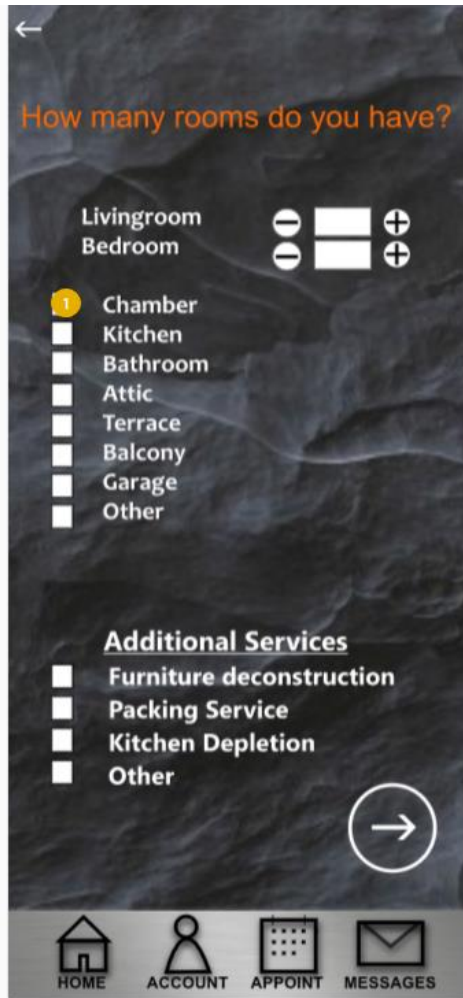 How many rooms do you have?
Livingroom
Bedroom
1 Chamber
Kitchen
Bathroom
Attic
Terrace
Balcony
Garage
Other
Additional Services
Furniture deconstruction
Packing Service
Kitchen Depletion
Other
HOME ACCOUNT APPOINT MESSAGES